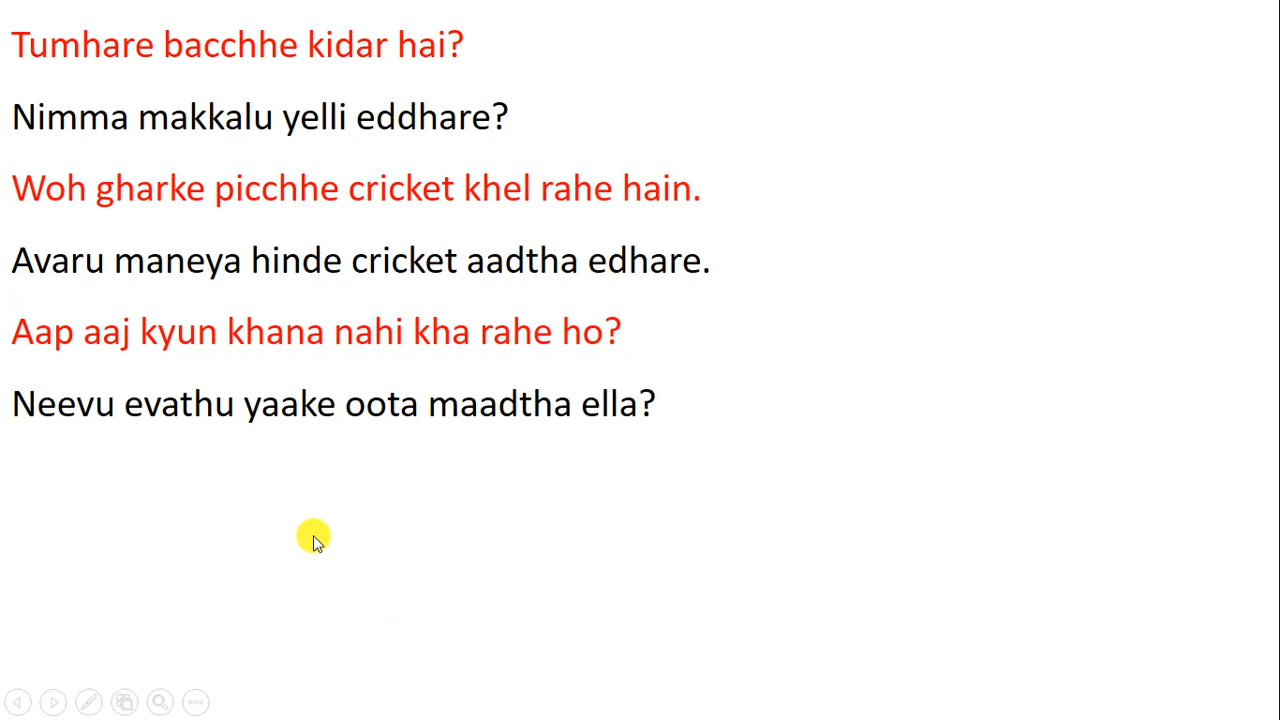 Tumhare bacchhe kidar hai?
Nimma makkalu yelli eddhare?
Woh gharke picchhe cricket khel rahe hain.
Avaru maneya hinde cricket aadtha edhare.
Aap aaj kyun khana nahi kha rahe ho?
Neevu evathu yaake oota maadtha ella?